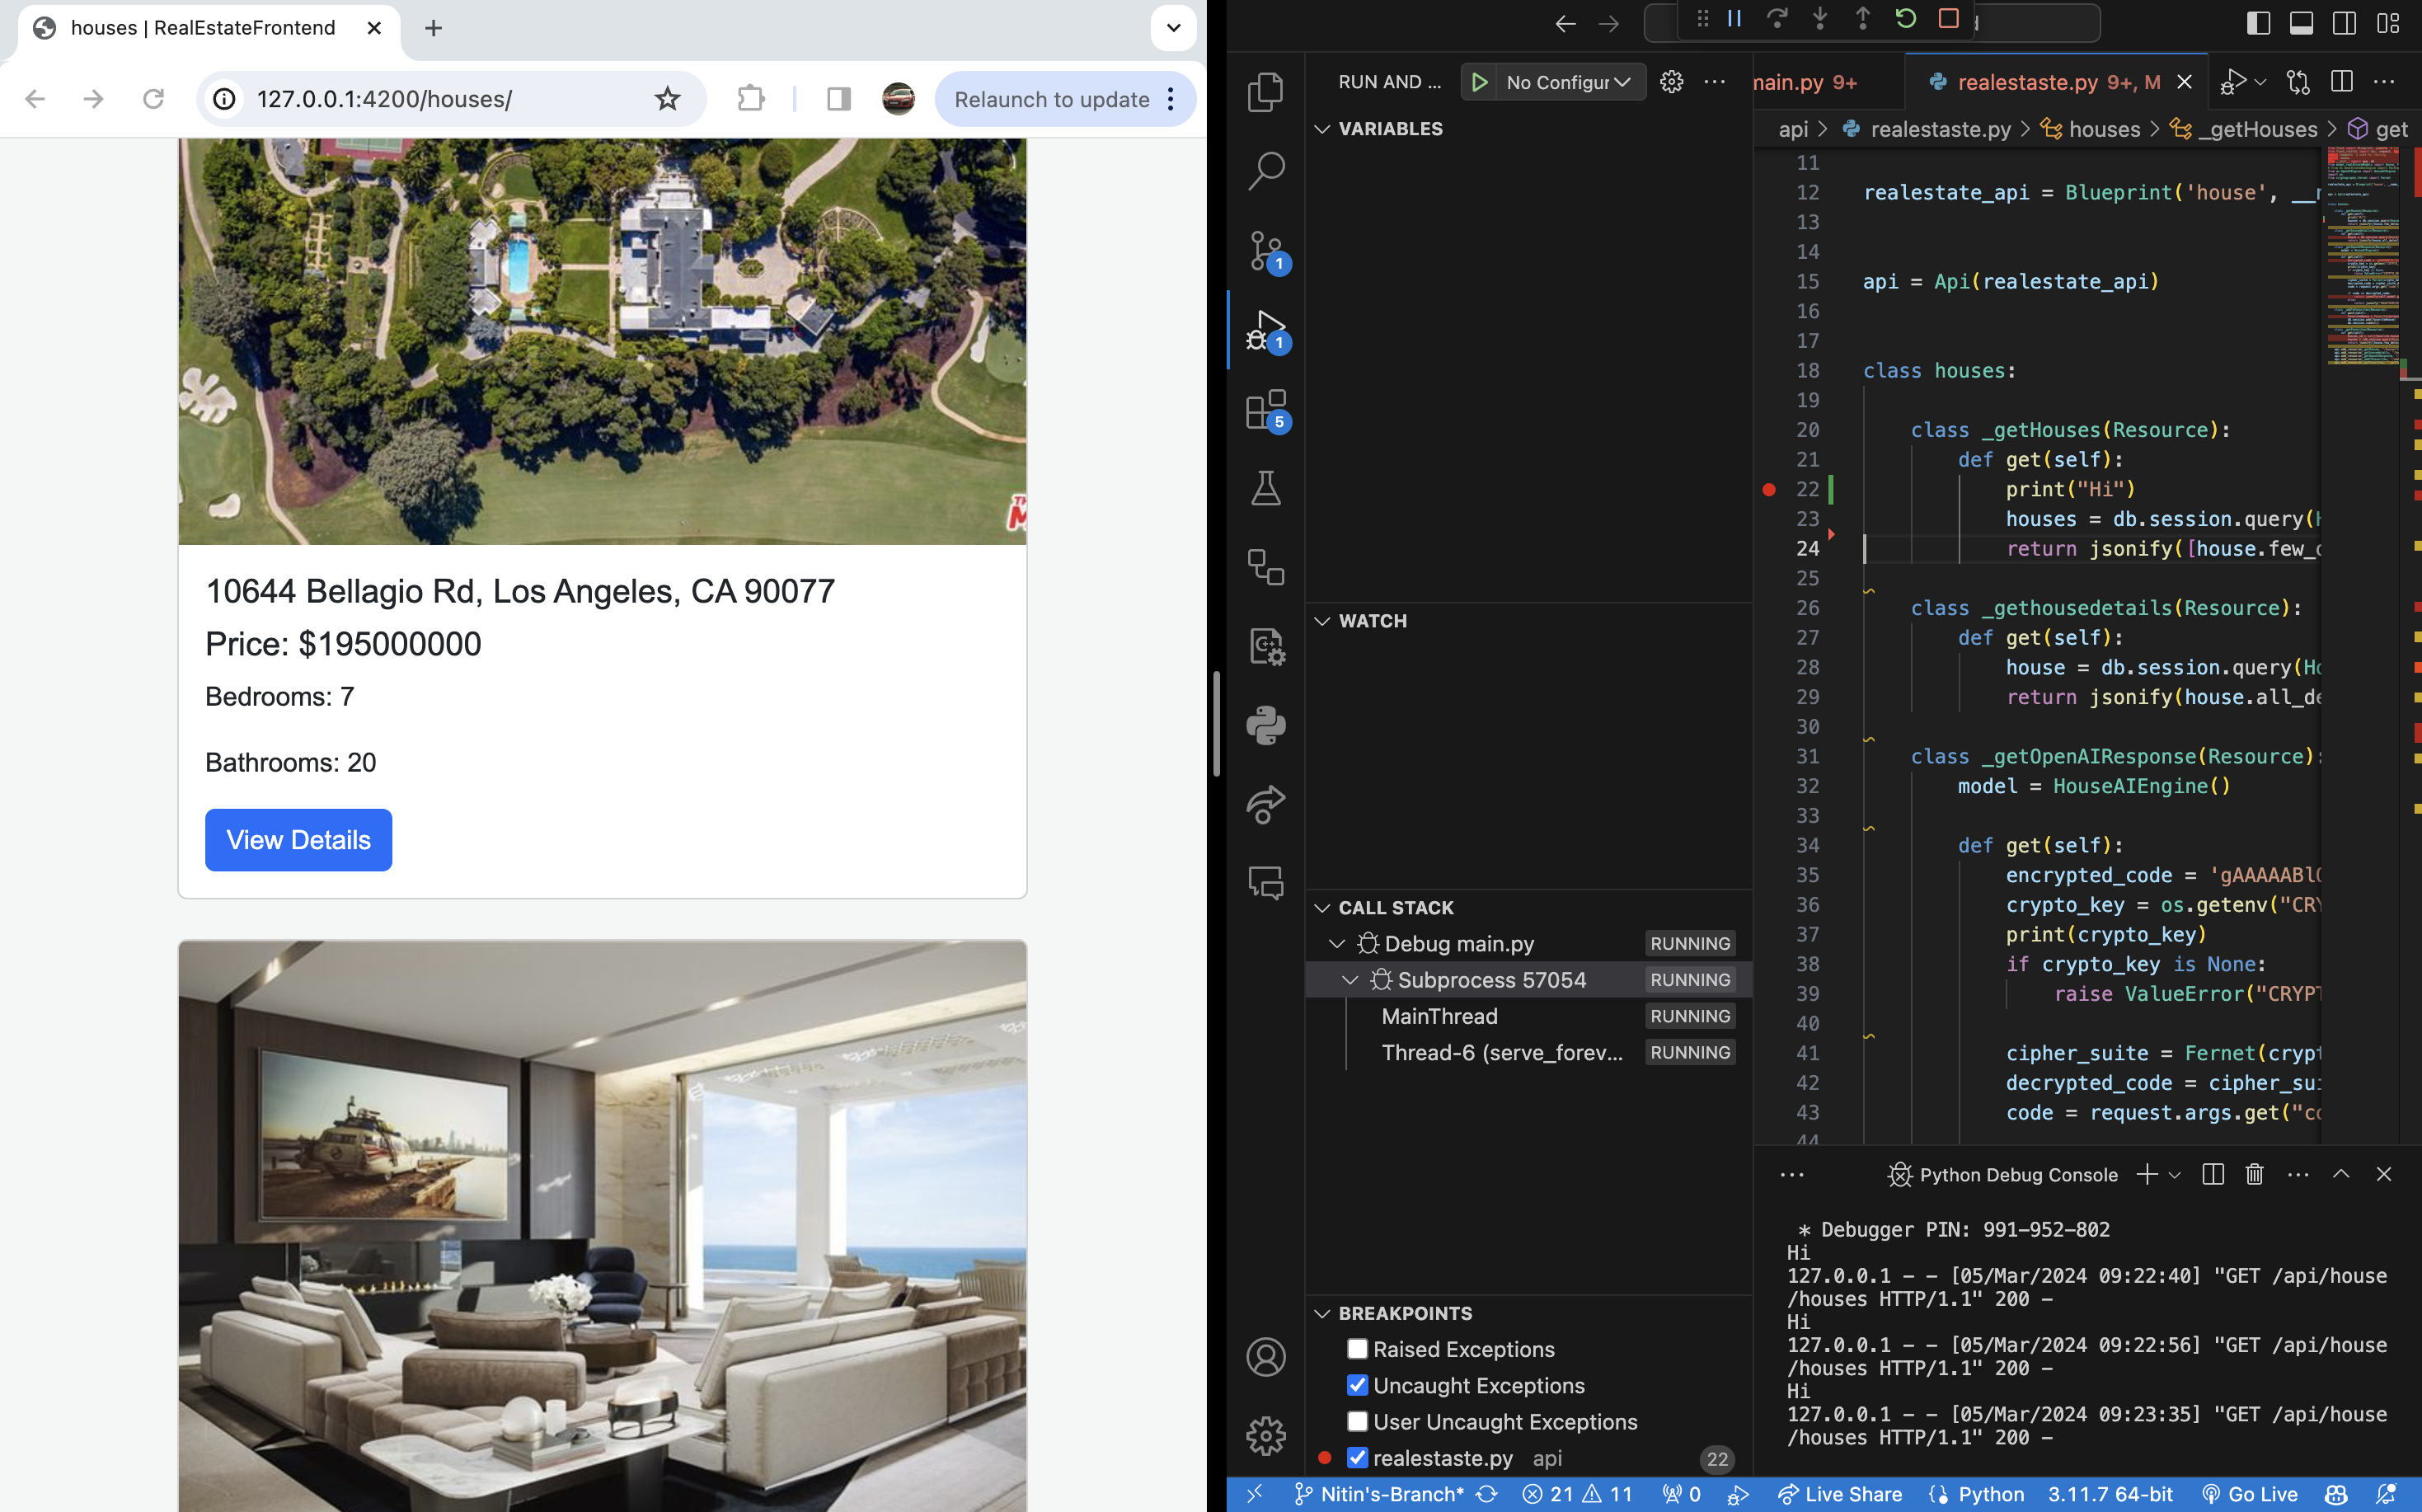 houses | RealEstateFrontend
127.0.0.1:4200/houses/
Relaunch to update
10644 Bellagio Rd, Los Angeles, CA 90077
Price: $195000000
Bedrooms: 7
Bathrooms: 20
View Details
RUN AND ...
No Configur
VARIABLES
WATCH
CALL STACK
Debug main.py RUNNING
Subprocess 57054 RUNNING
MainThread RUNNING
Thread-6 (serve_forev... RUNNING
BREAKPOINTS
Raised Exceptions
Uncaught Exceptions
User Uncaught Exceptions
realestaste.py api 22
1
1
5
main.py 9+
realestaste.py 9+, M
api > realestaste.py > houses > _getHouses > get
11
12 realestate_api = Blueprint('house', __
13
14
15 api = Api(realestate_api)
16
17
18 class houses:
19
20 class _getHouses(Resource):
21 def get(self):
22 print("Hi")
23 houses = db.session.query(
24 return jsonify([house.few_
25
26 class _gethousedetails(Resource):
27 def get(self):
28 house = db.session.query(Ho
29 return jsonify(house.all_de
30
31 class _getOpenAIResponse(Resource):
32 model = HouseAIEngine()
33
34 def get(self):
35 encrypted_code = 'gAAAAABl
36 crypto_key = os.getenv("CRY
37 print(crypto_key)
38 if crypto_key is None:
39 raise ValueError("CRYPT
40
41 cipher_suite = Fernet(crypt
42 decrypted_code = cipher_sui
43 code = request.args.get("co
44
Python Debug Console
* Debugger PIN: 991-952-802
Hi
127.0.0.1 - - [05/Mar/2024 09:22:40] "GET /api/house
/houses HTTP/1.1" 200 -
Hi
127.0.0.1 - - [05/Mar/2024 09:22:56] "GET /api/house
/houses HTTP/1.1" 200 -
Hi
127.0.0.1 - - [05/Mar/2024 09:23:35] "GET /api/house
/houses HTTP/1.1" 200 -
Nitin's-Branch* 21 11 0 Live Share Python 3.11.7 64-bit Go Live